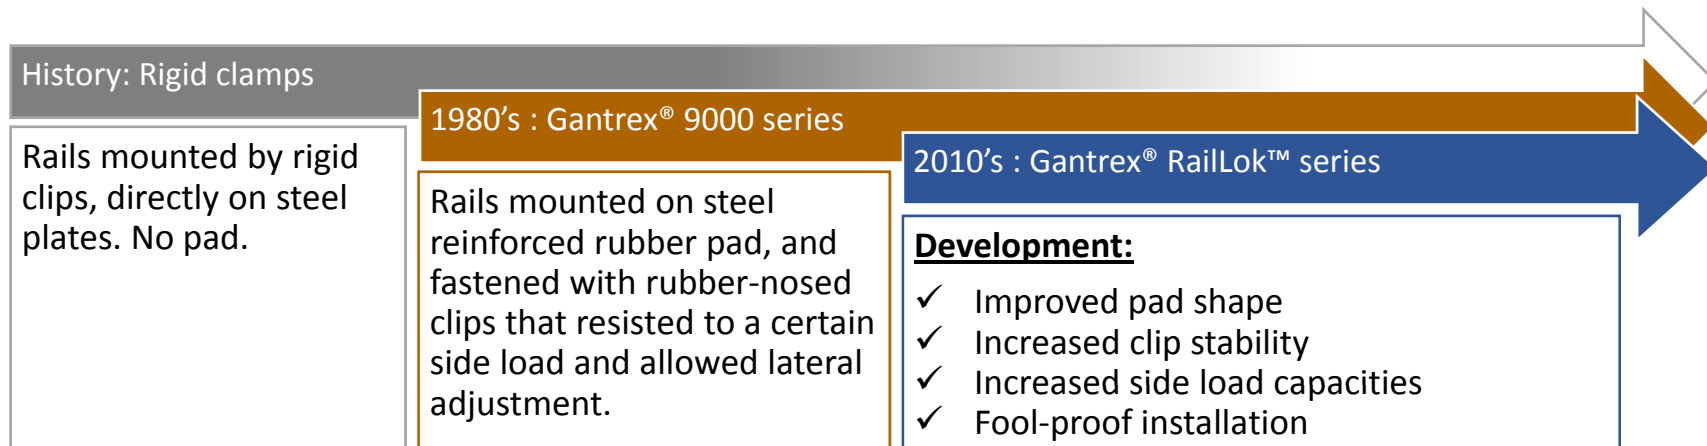 History: Rigid clamps
Rails mounted by rigid
clips, directly on steel
plates. No pad.
1980’s : Gantrex® 9000 series
Rails mounted on steel
reinforced rubber pad, and
fastened with rubber-nosed
clips that resisted to a certain
side load and allowed lateral
adjustment.
2010’s : Gantrex® RailLok™ series
Development:
✓ Improved pad shape
✓ Increased clip stability
✓ Increased side load capacities
✓ Fool-proof installation